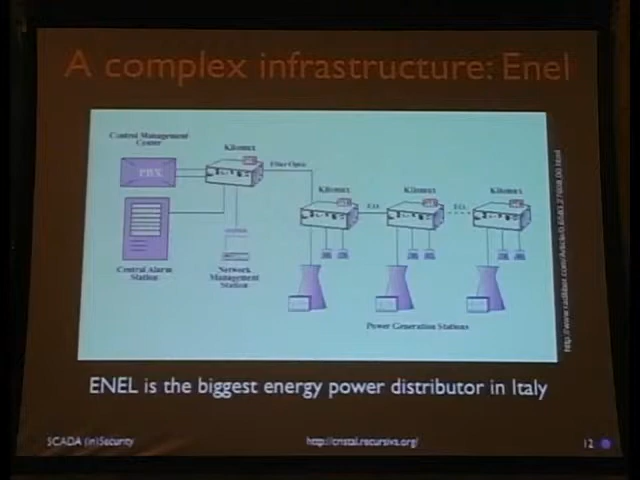 A complex infrastructure: Enel
Control Management
Center
PBX
Kilomux
Fiber Optic
Kilomux
Kilomux
Kilomux
F.O.
F.O.
Central Alarm
Station
Network
Management
Station
Power Generation Stations
ENEL is the biggest energy power distributor in Italy
SCADA (in)Security
http://cristal.recursiva.org/
12